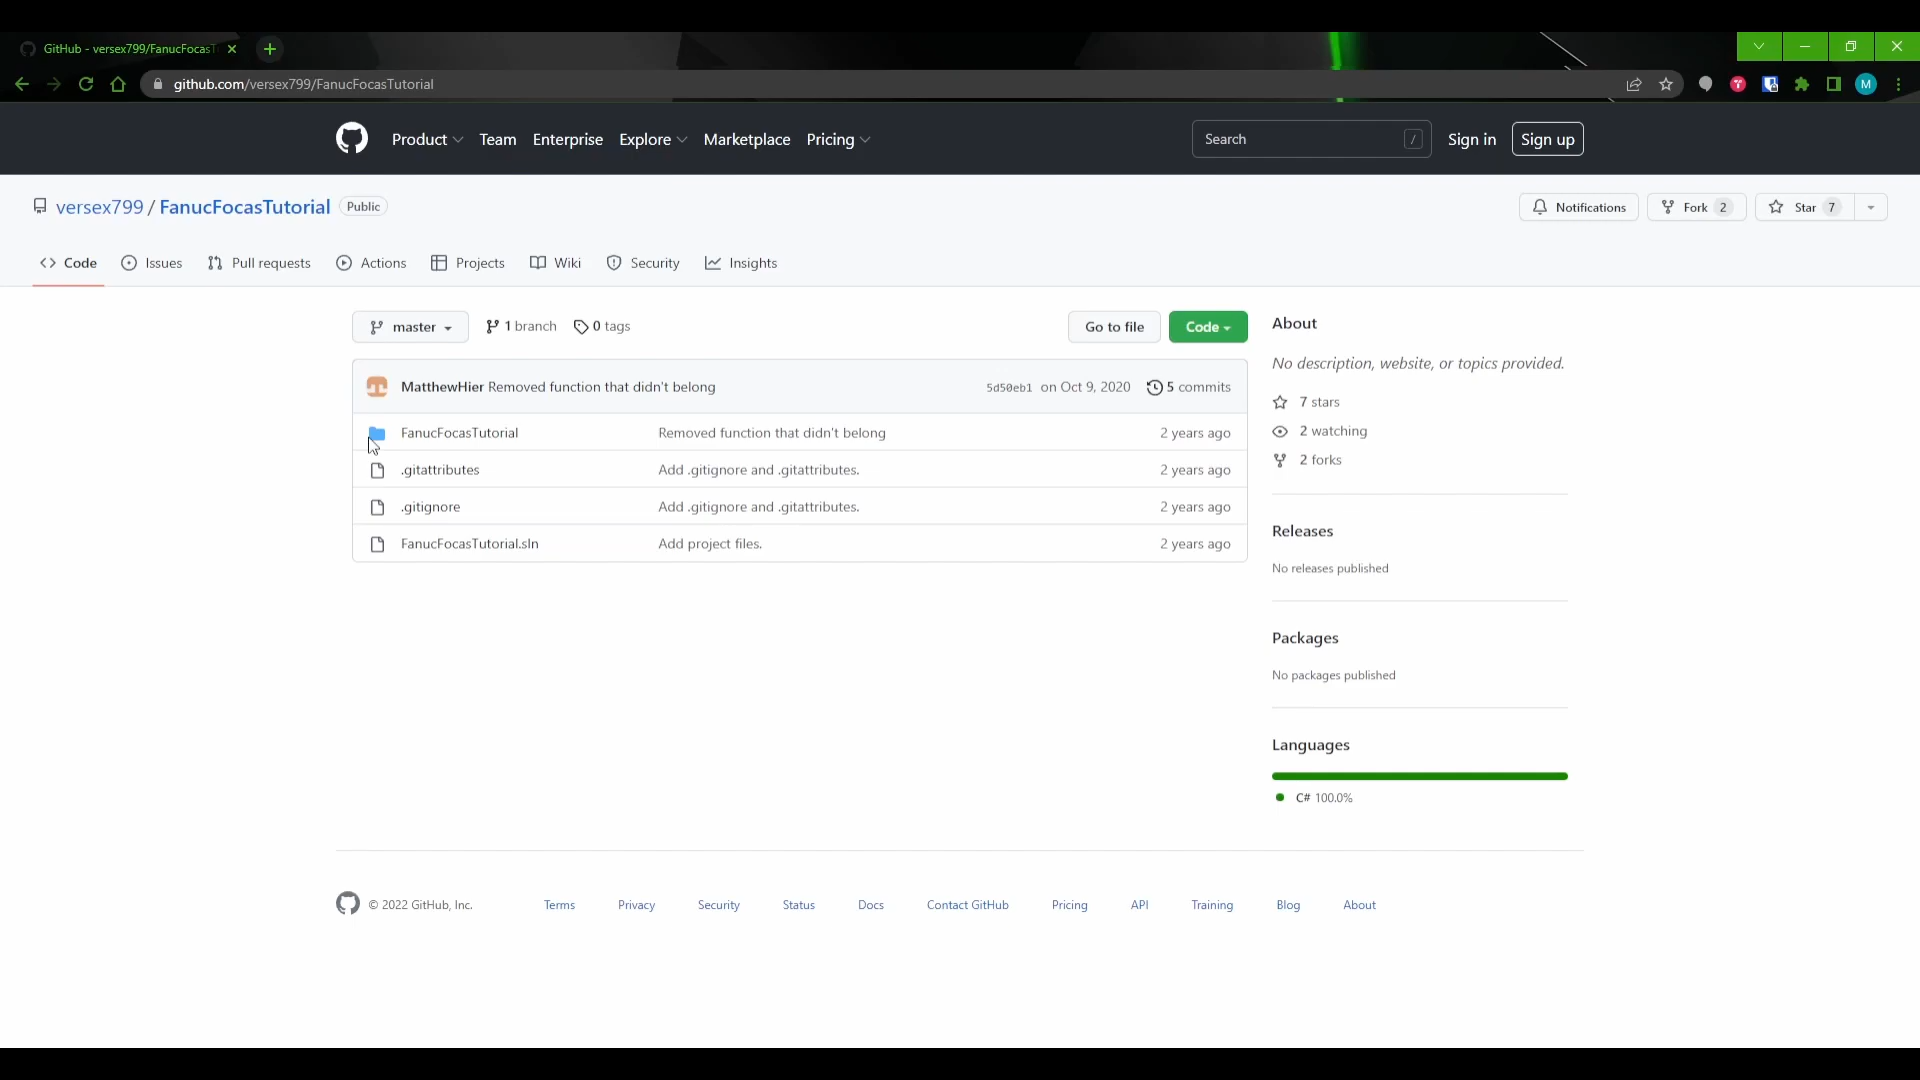 GitHub - versex799/FanucFocasT
github.com/versex799/FanucFocasTutorial
M
Product Team Enterprise Explore Marketplace Pricing Search / Sign in Sign up
versex799 / FanucFocasTutorial Public Notifications Fork 2 Star 7
Code Issues Pull requests Actions Projects Wiki Security Insights
master 1 branch 0 tags Go to file Code
About
No description, website, or topics provided.
MatthewHier Removed function that didn't belong 5d50eb1 on Oct 9, 2020 5 commits
7 stars
FanucFocasTutorial Removed function that didn't belong 2 years ago
2 watching
.gitattributes Add .gitignore and .gitattributes. 2 years ago
2 forks
.gitignore Add .gitignore and .gitattributes. 2 years ago
FanucFocasTutorial.sln Add project files. 2 years ago
Releases
No releases published
Packages
No packages published
Languages
C# 100.0%
© 2022 GitHub, Inc. Terms Privacy Security Status Docs Contact GitHub Pricing API Training Blog About